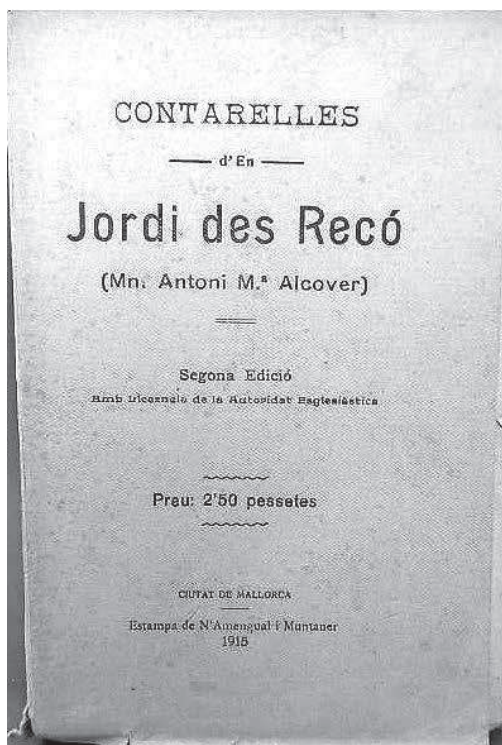 CONTARELLES
d'En
Jordi des Recó
(Mn. Antoni M.ª Alcover)
Segona Edició
Amb llicencia de la Autoridat Esglesiástica
Preu: 2'50 pessetes
CIUTAT DE MALLORCA
Estampa de N'Amengual i Muntaner
1915